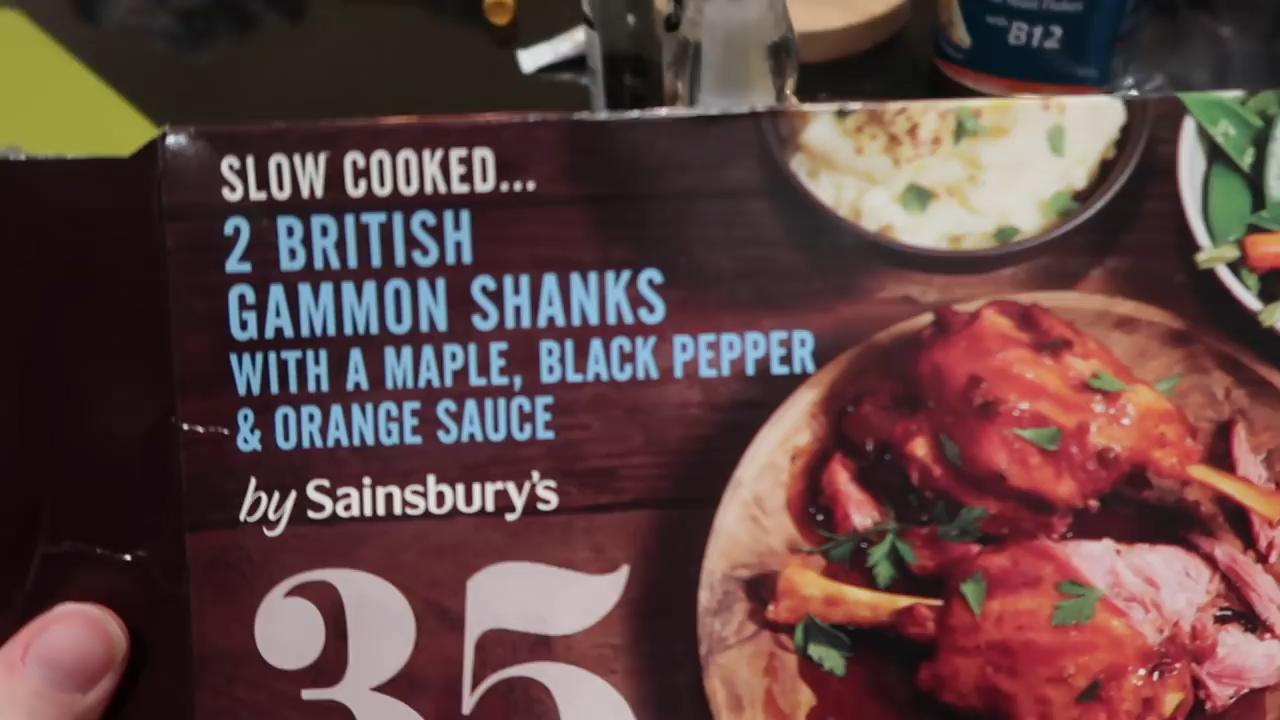 B12
SLOW COOKED...
2 BRITISH
GAMMON SHANKS
WITH A MAPLE, BLACK PEPPER
& ORANGE SAUCE
by Sainsbury's
35